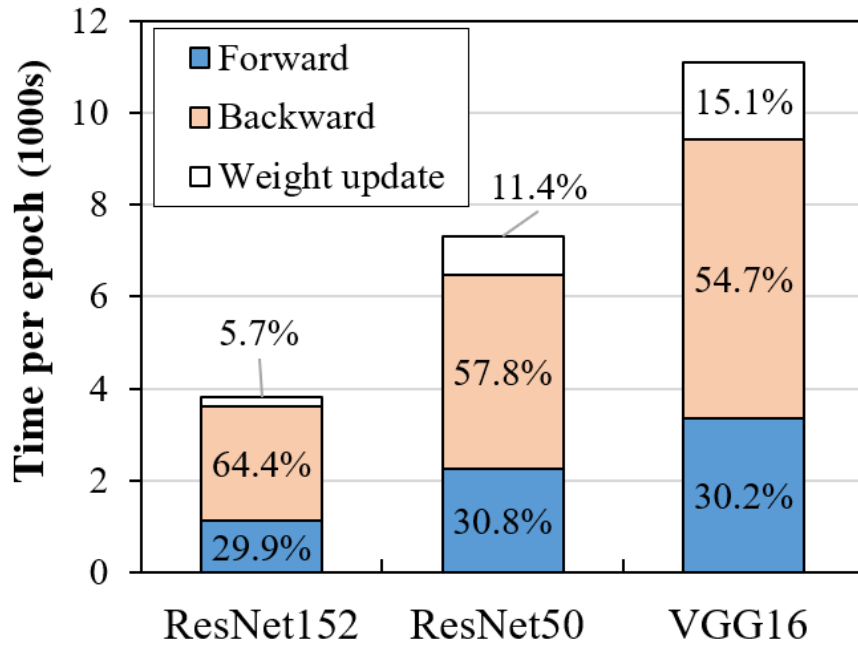 Time per epoch (1000s)
12
10
8
6
4
2
0
Forward
Backward
Weight update
5.7%
64.4%
29.9%
11.4%
57.8%
30.8%
15.1%
54.7%
30.2%
ResNet152
ResNet50
VGG16